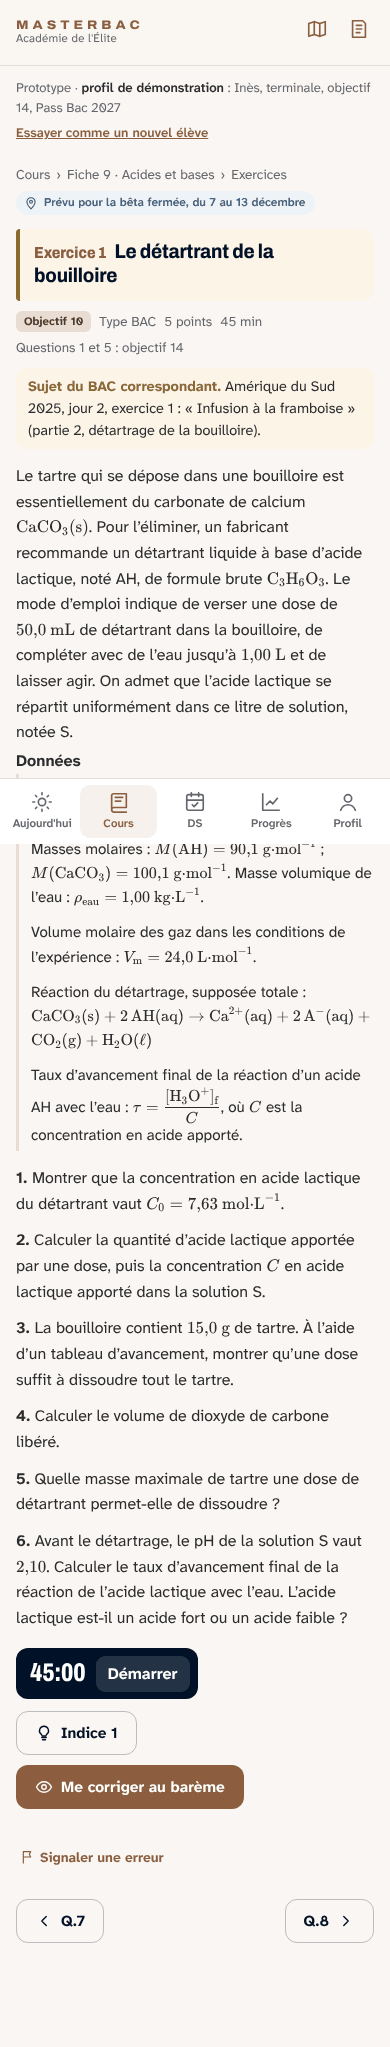 MASTERBAC
Académie de l'Élite
Prototype · profil de démonstration : Inès, terminale, objectif
14, Pass Bac 2027
Essayer comme un nouvel élève
Cours › Fiche 9 · Acides et bases › Exercices
Prévu pour la bêta fermée, du 7 au 13 décembre
Exercice 1 Le détartrant de la
bouilloire
Objectif 10 Type BAC 5 points 45 min
Questions 1 et 5 : objectif 14
Sujet du BAC correspondant. Amérique du Sud
2025, jour 2, exercice 1 : « Infusion à la framboise »
(partie 2, détartrage de la bouilloire).
Le tartre qui se dépose dans une bouilloire est
essentiellement du carbonate de calcium
CaCO₃(s). Pour l’éliminer, un fabricant
recommande un détartrant liquide à base d’acide
lactique, noté AH, de formule brute C₃H₆O₃. Le
mode d’emploi indique de verser une dose de
50,0 mL de détartrant dans la bouilloire, de
compléter avec de l’eau jusqu’à 1,00 L et de
laisser agir. On admet que l’acide lactique se
répartit uniformément dans ce litre de solution,
notée S.
Données
Aujourd'hui Cours DS Progrès Profil
Masses molaires : M(AH) = 90,1 g·mol⁻¹ ;
M(CaCO₃) = 100,1 g·mol⁻¹. Masse volumique de
l’eau : ρeau = 1,00 kg·L⁻¹.
Volume molaire des gaz dans les conditions de
l’expérience : Vm = 24,0 L·mol⁻¹.
Réaction du détartrage, supposée totale :
CaCO₃(s) + 2 AH(aq) → Ca²⁺(aq) + 2 A⁻(aq) +
CO₂(g) + H₂O(ℓ)
Taux d’avancement final de la réaction d’un acide
AH avec l’eau : τ = [H₃O⁺]f / C, où C est la
concentration en acide apporté.
1. Montrer que la concentration en acide lactique
du détartrant vaut C₀ = 7,63 mol·L⁻¹.
2. Calculer la quantité d’acide lactique apportée
par une dose, puis la concentration C en acide
lactique apporté dans la solution S.
3. La bouilloire contient 15,0 g de tartre. À l’aide
d’un tableau d’avancement, montrer qu’une dose
suffit à dissoudre tout le tartre.
4. Calculer le volume de dioxyde de carbone
libéré.
5. Quelle masse maximale de tartre une dose de
détartrant permet-elle de dissoudre ?
6. Avant le détartrage, le pH de la solution S vaut
2,10. Calculer le taux d’avancement final de la
réaction de l’acide lactique avec l’eau. L’acide
lactique est-il un acide fort ou un acide faible ?
45:00 Démarrer
Indice 1
Me corriger au barème
Signaler une erreur
Q.7 Q.8